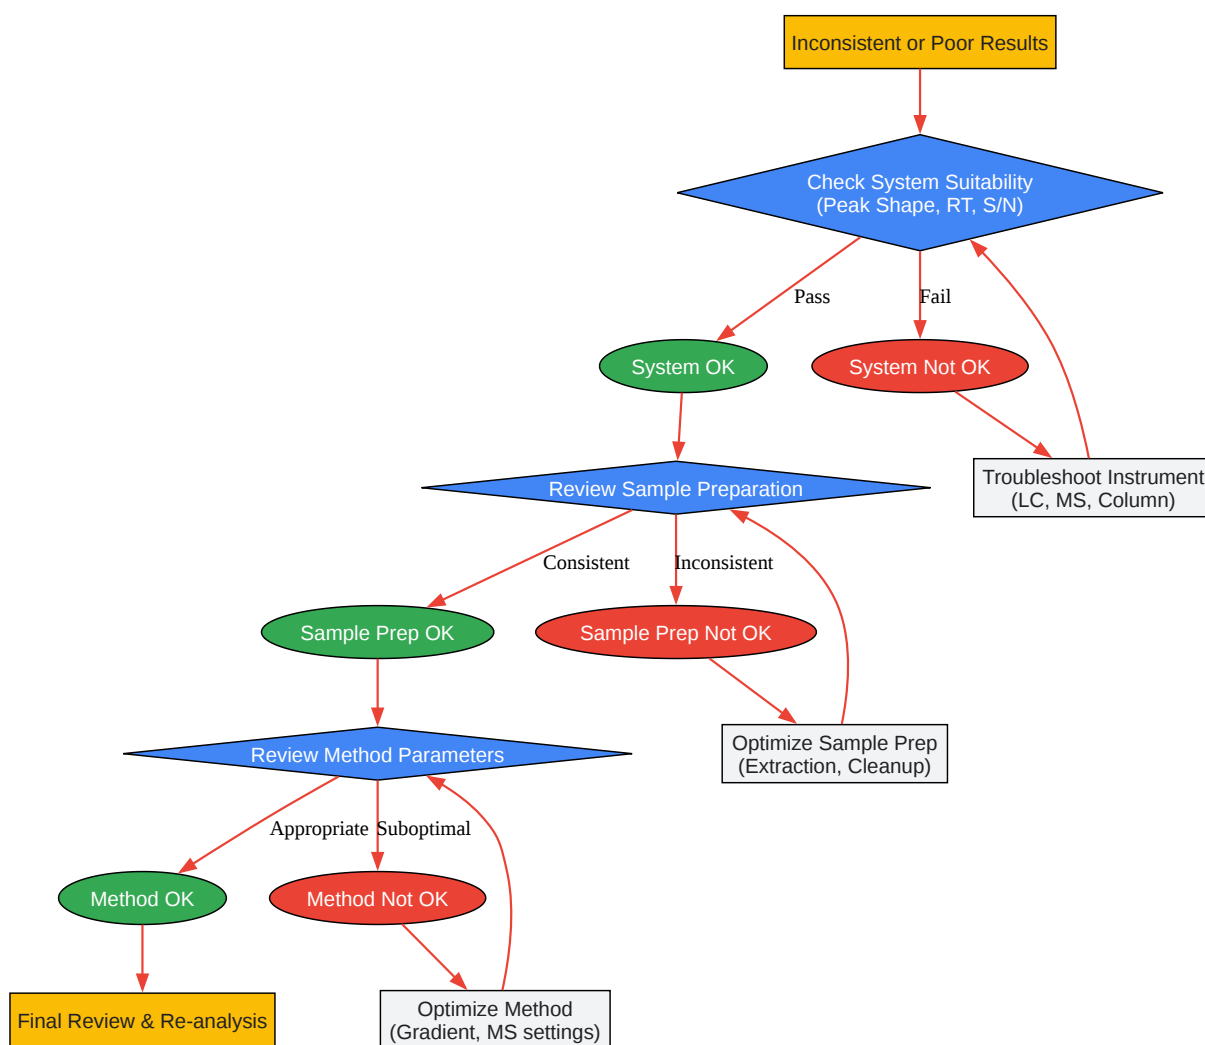 Inconsistent or Poor Results
Check System Suitability
(Peak Shape, RT, S/N)
Pass
Fail
System OK
System Not OK
Troubleshoot Instrument
(LC, MS, Column)
Review Sample Preparation
Consistent
Inconsistent
Sample Prep OK
Sample Prep Not OK
Optimize Sample Prep
(Extraction, Cleanup)
Review Method Parameters
Appropriate
Suboptimal
Method OK
Method Not OK
Final Review & Re-analysis
Optimize Method
(Gradient, MS settings)